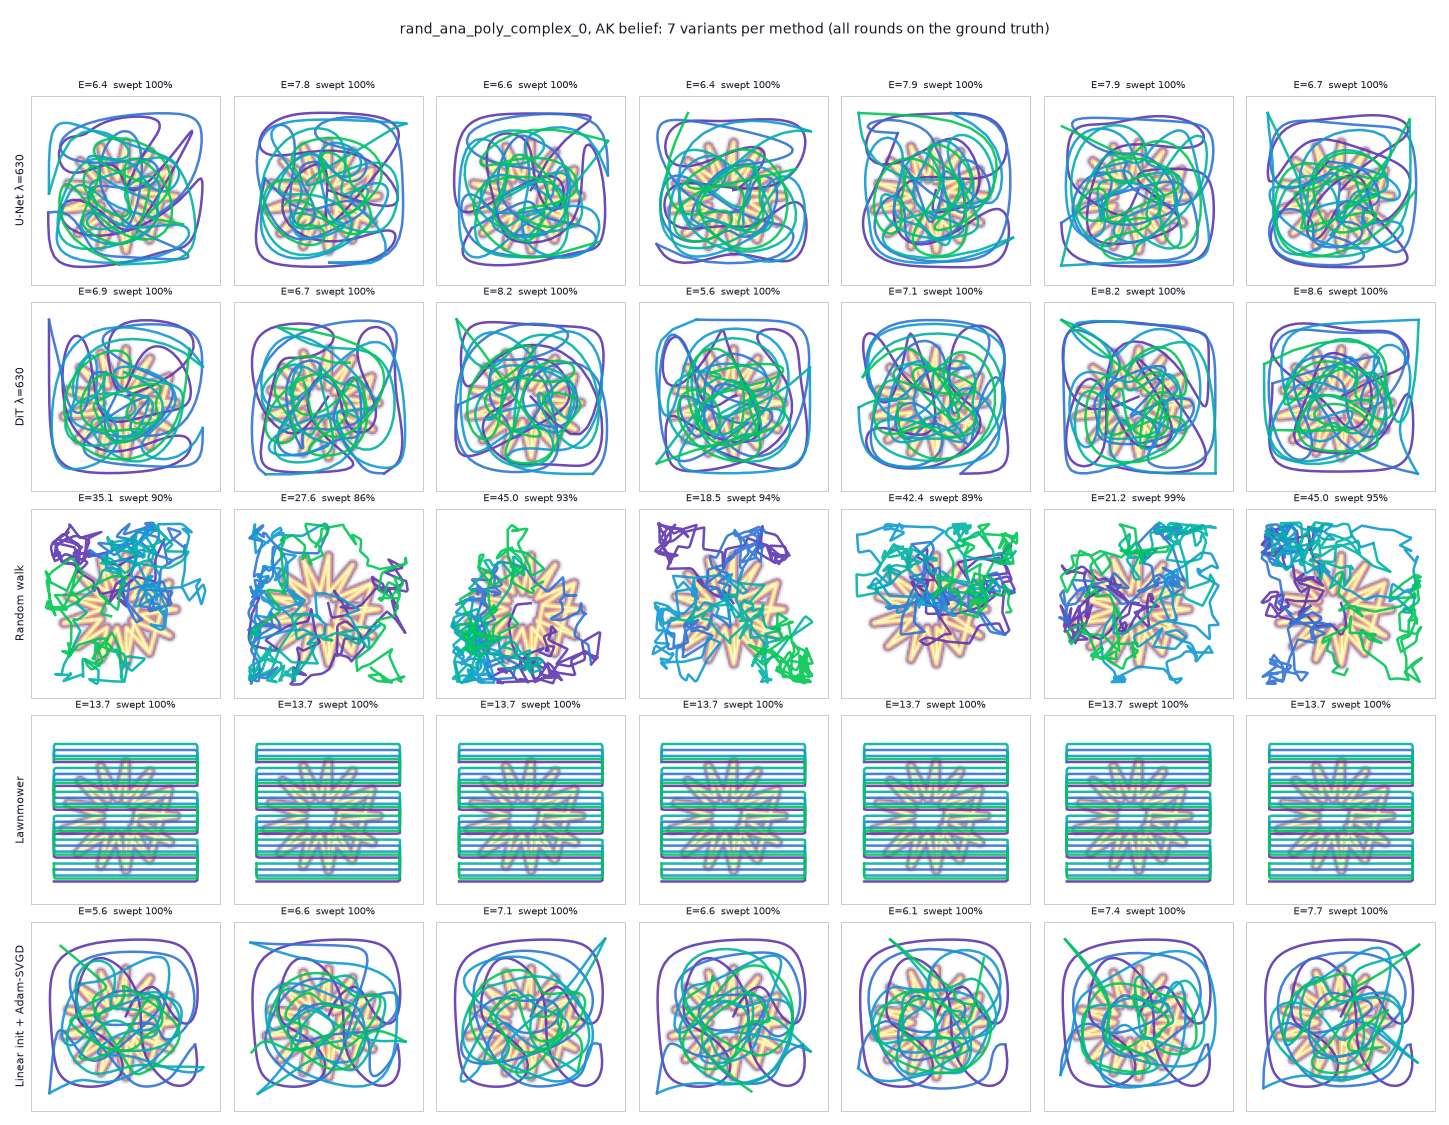 rand_ana_poly_complex_0, AK belief: 7 variants per method (all rounds on the ground truth)
E=6.4 swept 100% E=7.8 swept 100% E=6.6 swept 100% E=6.4 swept 100% E=7.9 swept 100% E=7.9 swept 100% E=6.7 swept 100%
U-Net λ=630
E=6.9 swept 100% E=6.7 swept 100% E=8.2 swept 100% E=5.6 swept 100% E=7.1 swept 100% E=8.2 swept 100% E=8.6 swept 100%
DiT λ=630
E=35.1 swept 90% E=27.6 swept 86% E=45.0 swept 93% E=18.5 swept 94% E=42.4 swept 89% E=21.2 swept 99% E=45.0 swept 95%
Random walk
E=13.7 swept 100% E=13.7 swept 100% E=13.7 swept 100% E=13.7 swept 100% E=13.7 swept 100% E=13.7 swept 100% E=13.7 swept 100%
Lawnmower
E=5.6 swept 100% E=6.6 swept 100% E=7.1 swept 100% E=6.6 swept 100% E=6.1 swept 100% E=7.4 swept 100% E=7.7 swept 100%
Linear init + Adam-SVGD